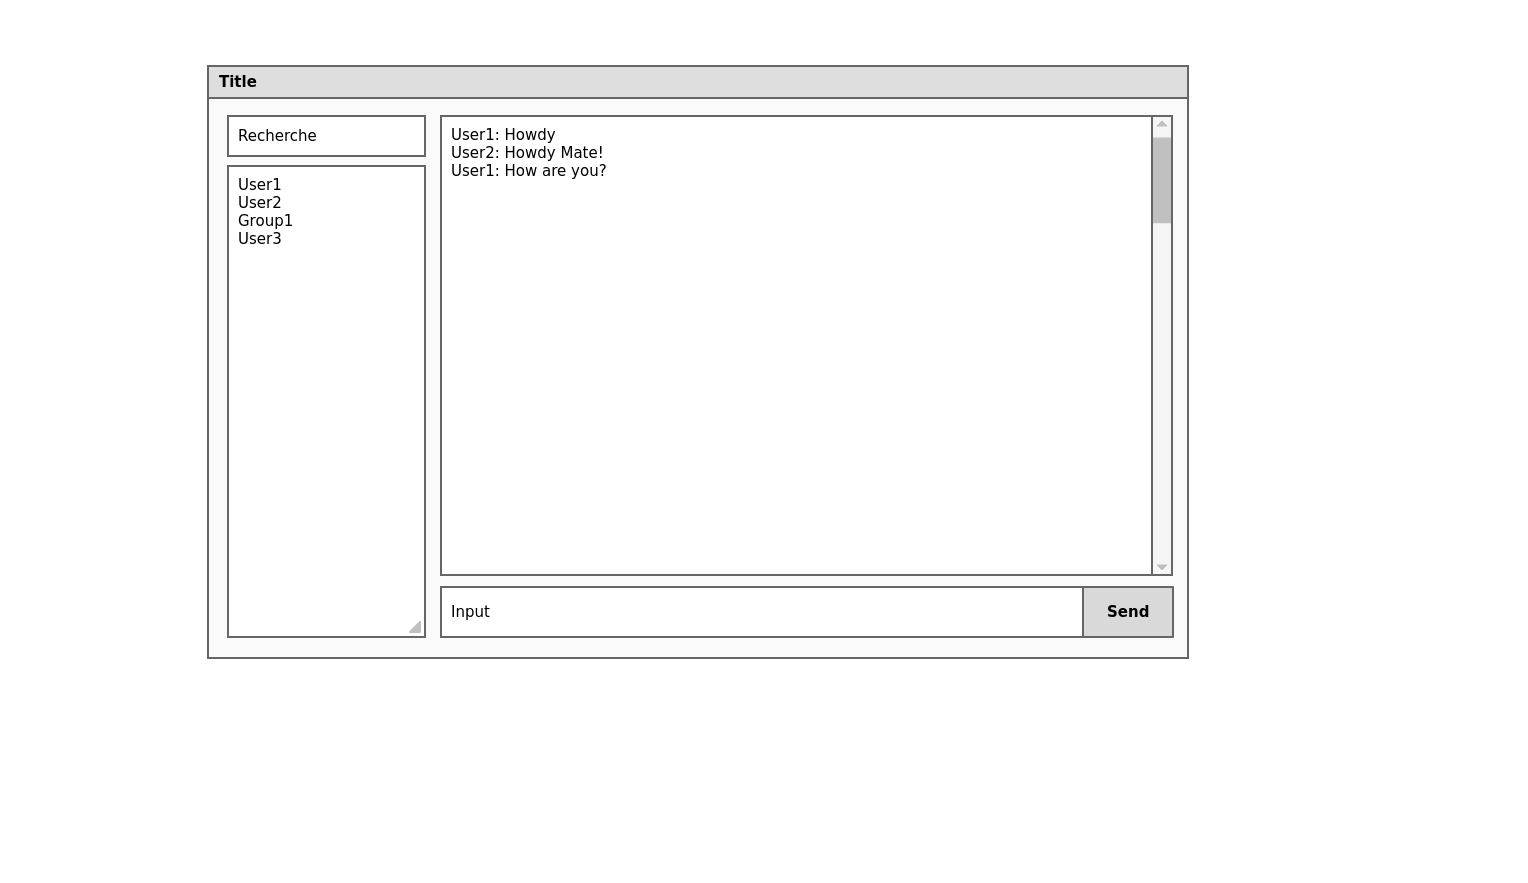 Title
Recherche
User1
User2
Group1
User3
User1: Howdy
User2: Howdy Mate!
User1: How are you?
Input
Send